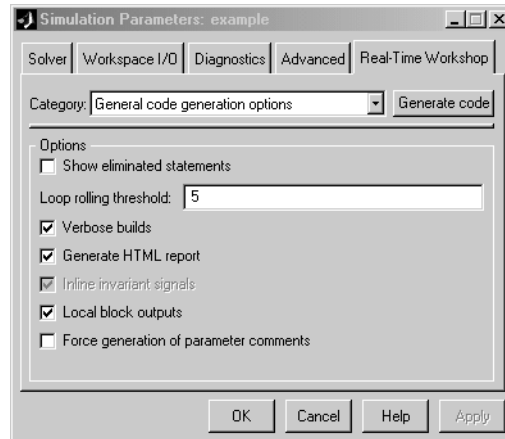 Simulation Parameters: example
Solver Workspace I/O Diagnostics Advanced Real-Time Workshop
Category: General code generation options Generate code
Options
Show eliminated statements
Loop rolling threshold: 5
Verbose builds
Generate HTML report
Inline invariant signals
Local block outputs
Force generation of parameter comments
OK Cancel Help Apply